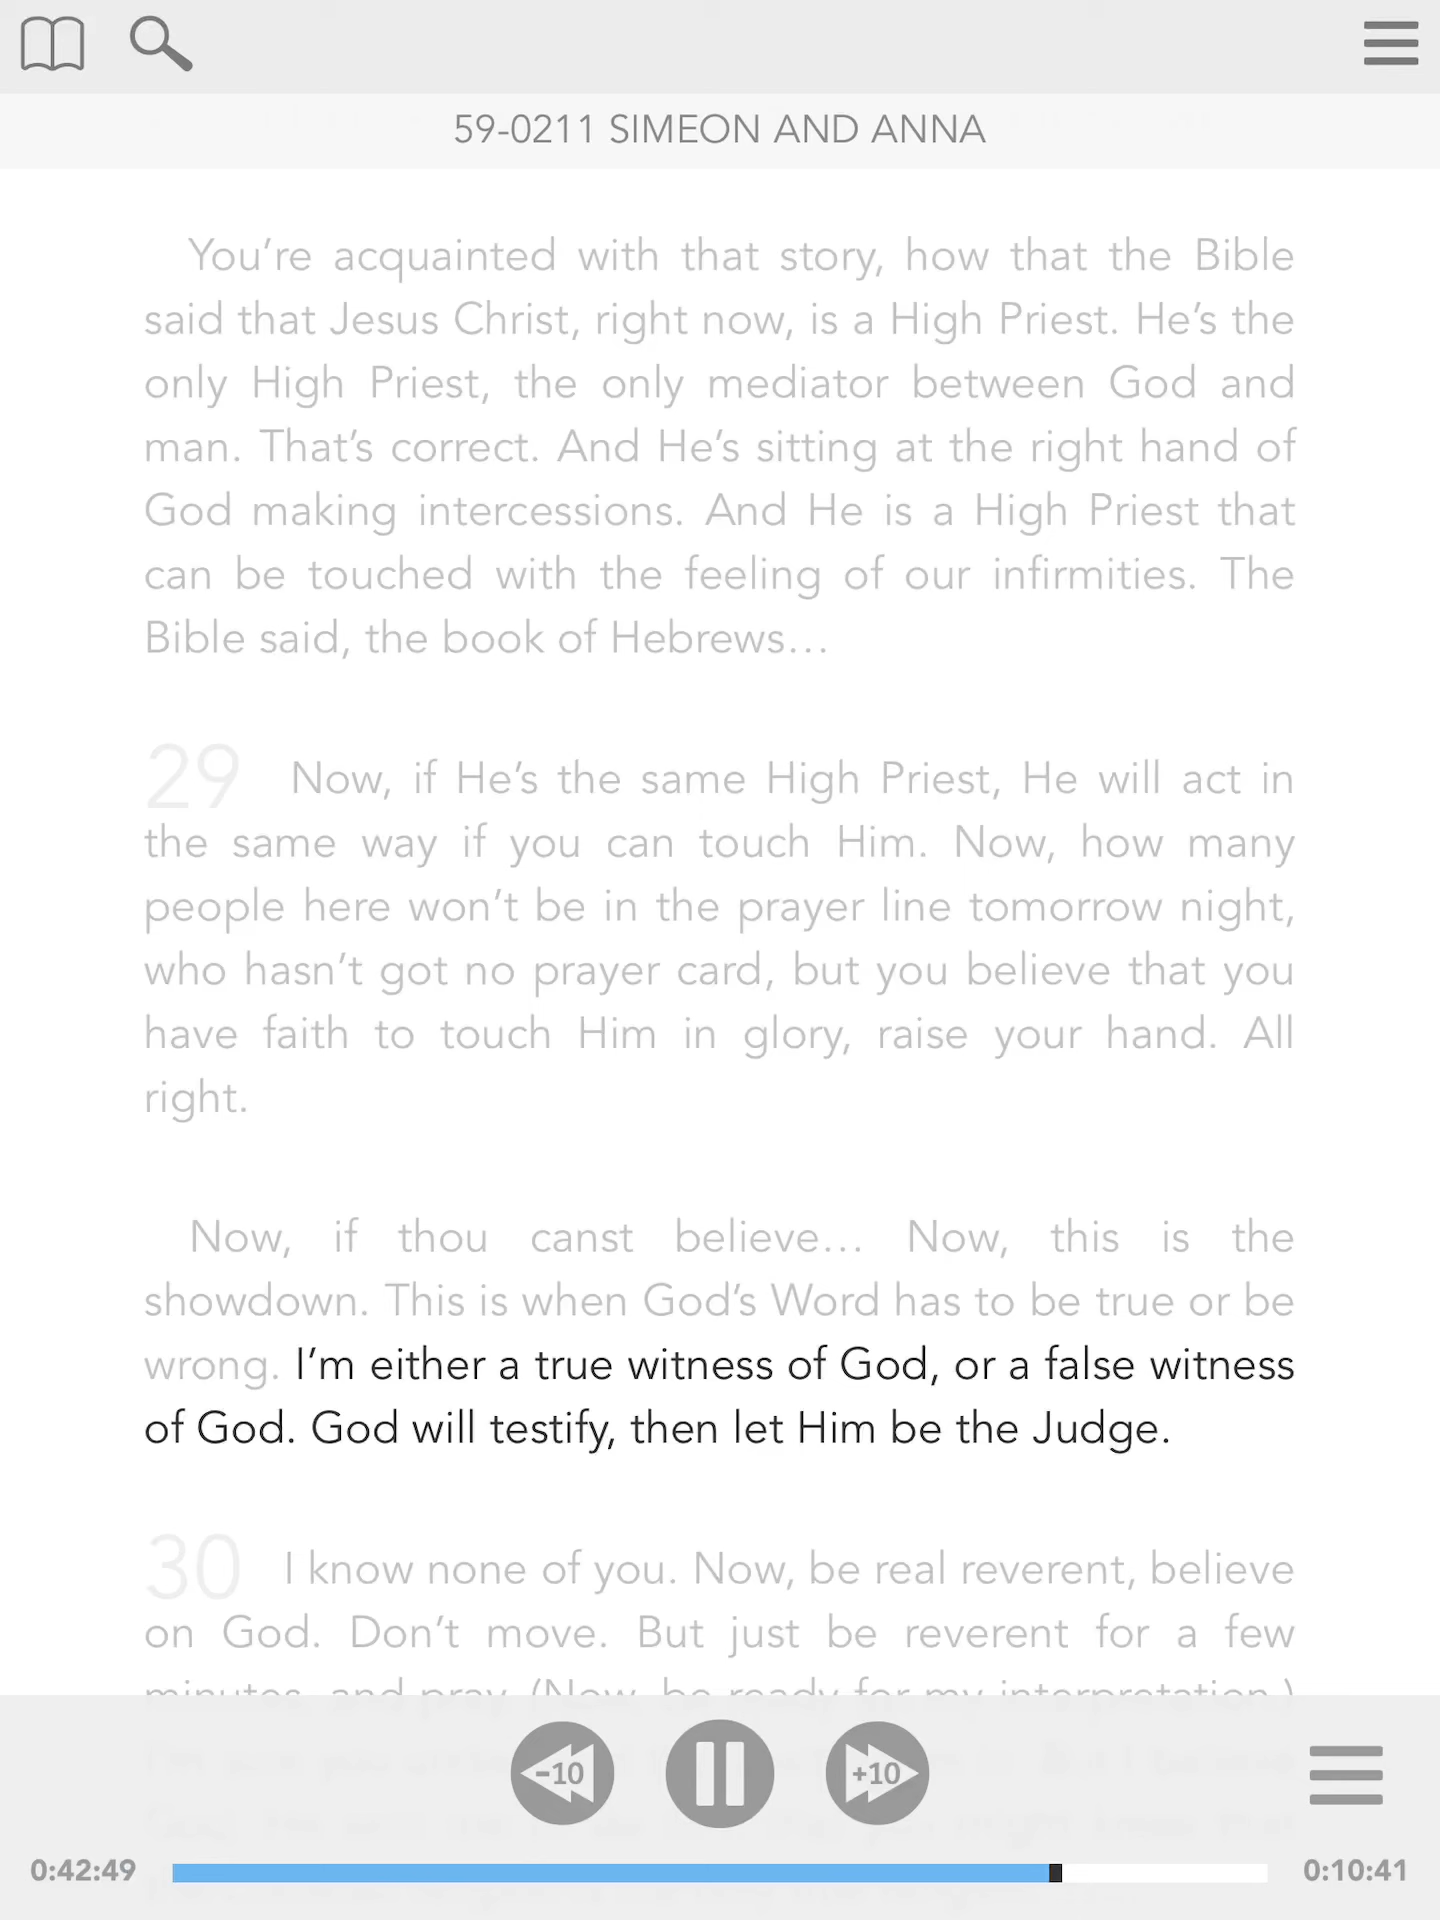 59-0211 SIMEON AND ANNA
You’re acquainted with that story, how that the Bible
said that Jesus Christ, right now, is a High Priest. He’s the
only High Priest, the only mediator between God and
man. That’s correct. And He’s sitting at the right hand of
God making intercessions. And He is a High Priest that
can be touched with the feeling of our infirmities. The
Bible said, the book of Hebrews…
29 Now, if He’s the same High Priest, He will act in
the same way if you can touch Him. Now, how many
people here won’t be in the prayer line tomorrow night,
who hasn’t got no prayer card, but you believe that you
have faith to touch Him in glory, raise your hand. All
right.
Now, if thou canst believe… Now, this is the
showdown. This is when God’s Word has to be true or be
wrong. I’m either a true witness of God, or a false witness
of God. God will testify, then let Him be the Judge.
30 I know none of you. Now, be real reverent, believe
on God. Don’t move. But just be reverent for a few
minutes, and pray. (Now, be ready for my interpretation.)
-10 +10
0:42:49 0:10:41